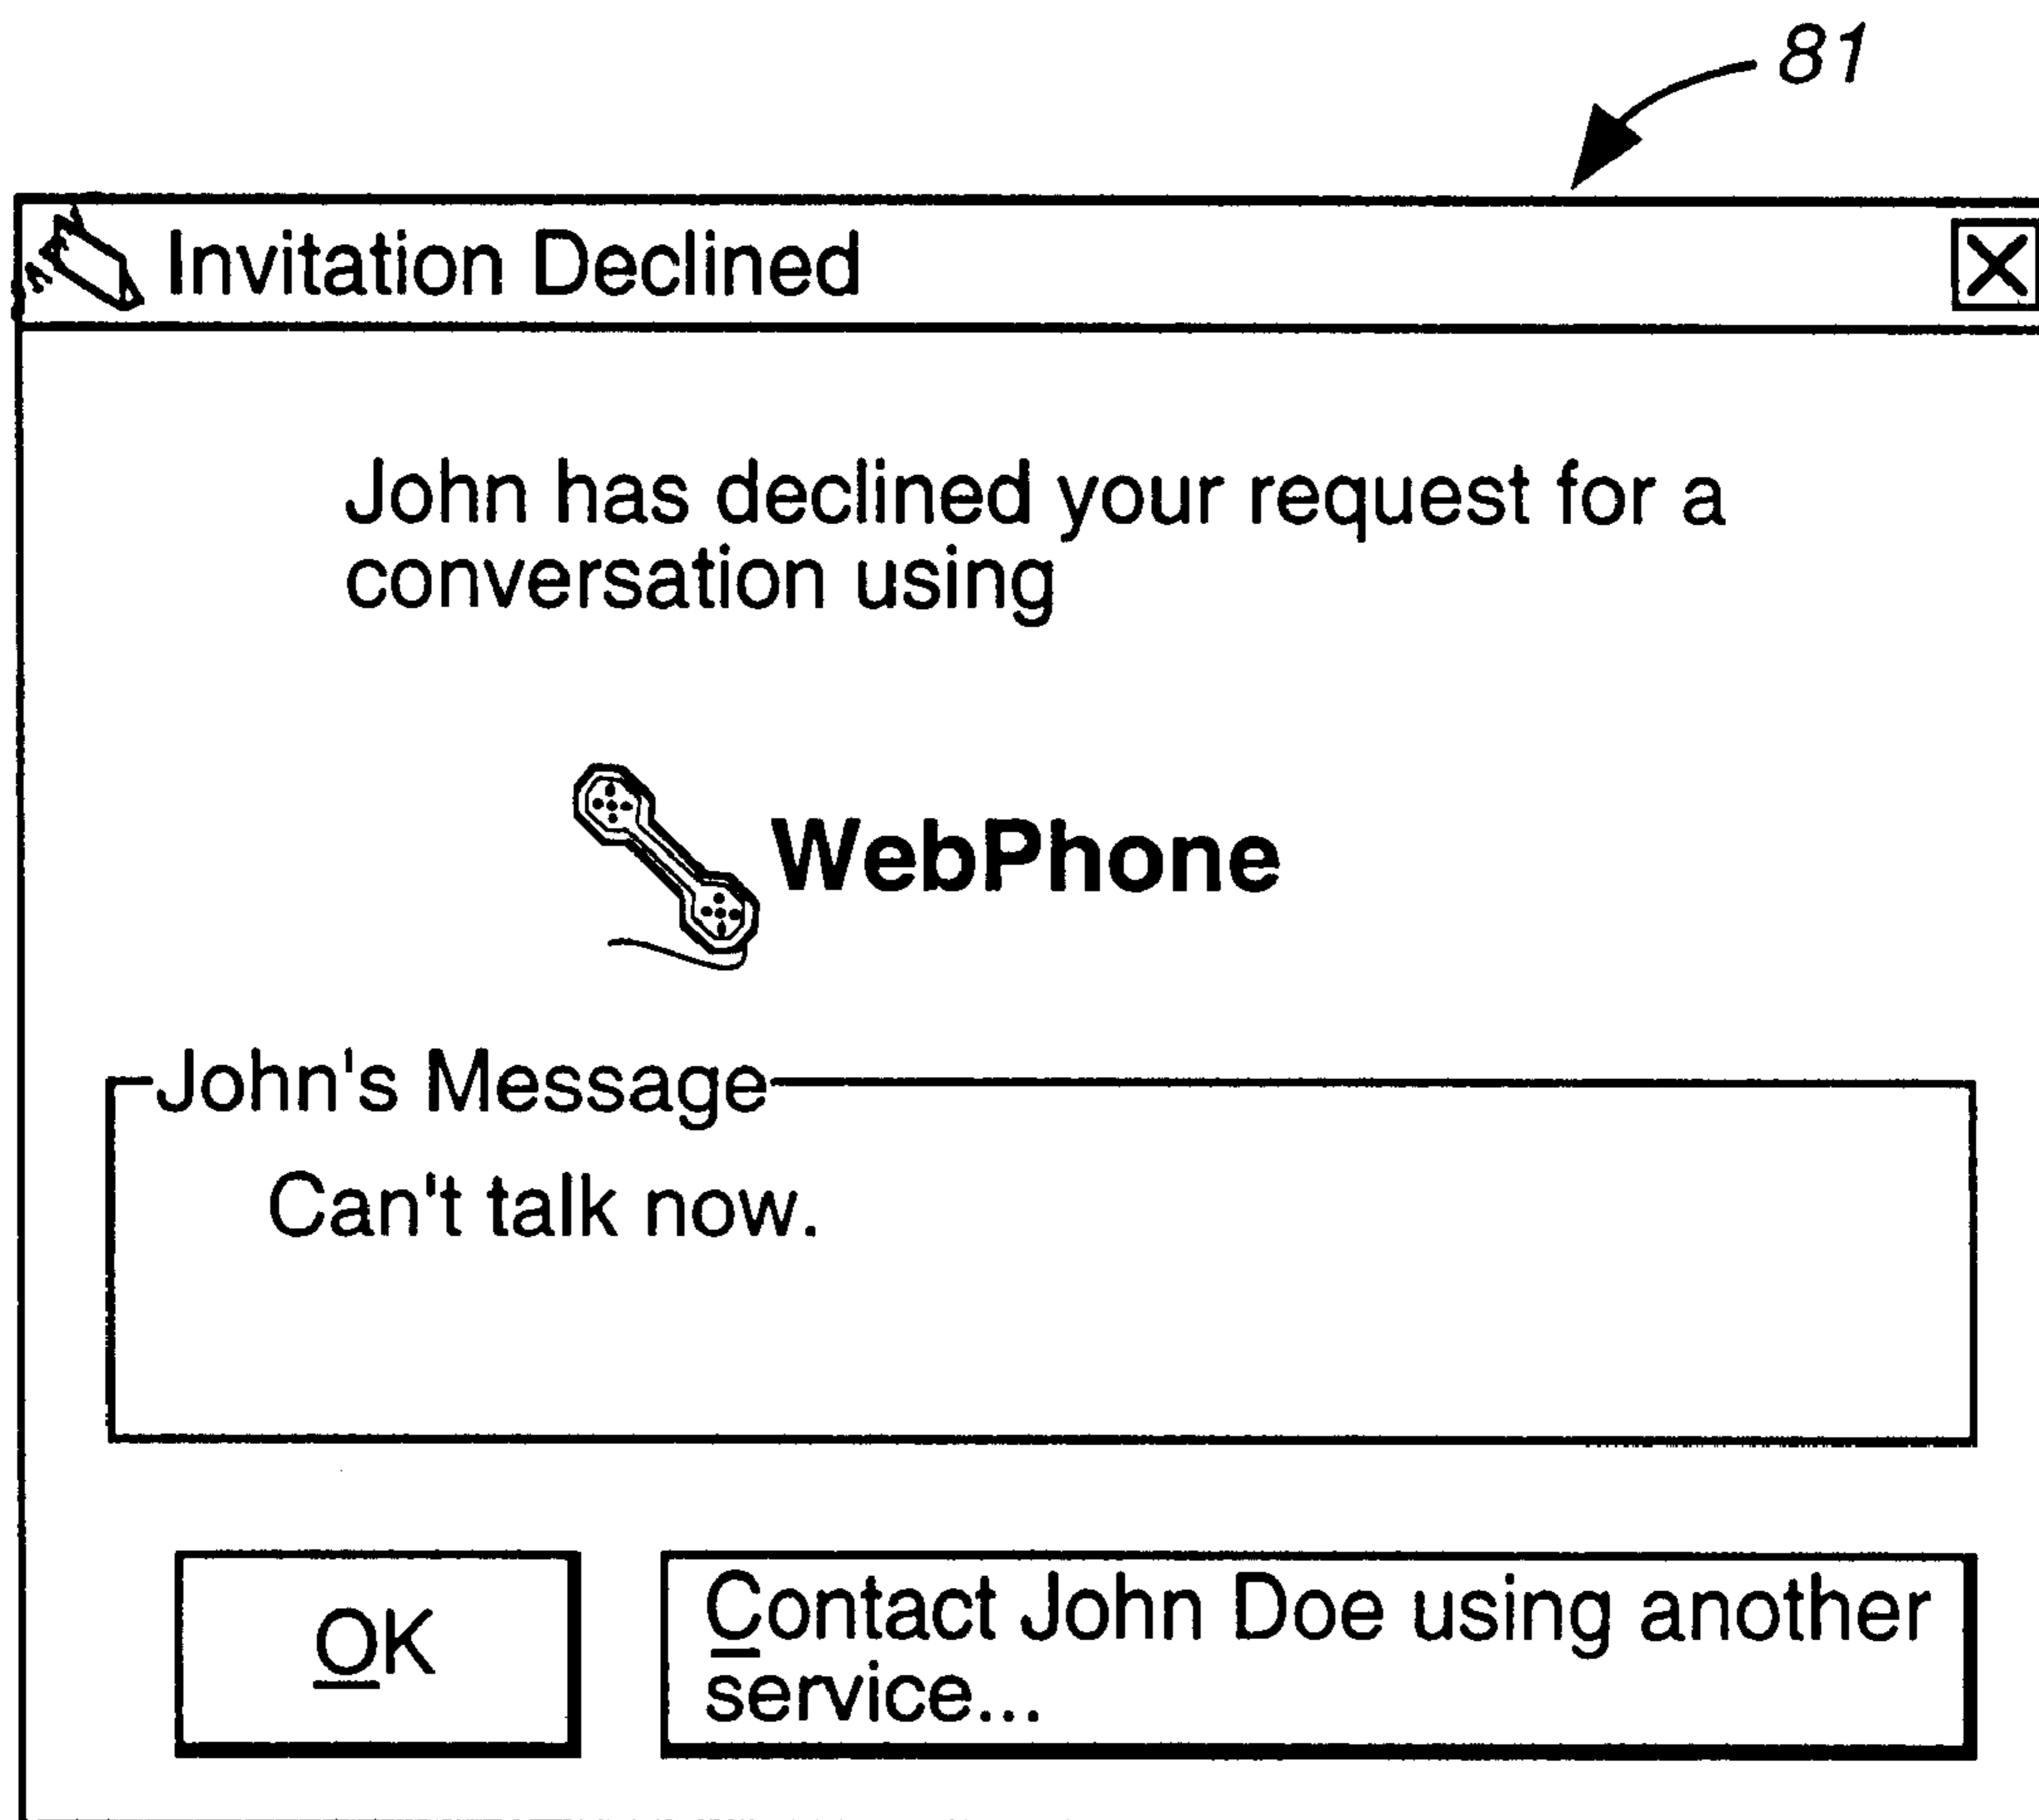 81
Invitation Declined
John has declined your request for a
conversation using
WebPhone
John's Message
Can't talk now.
OK
Contact John Doe using another
service...